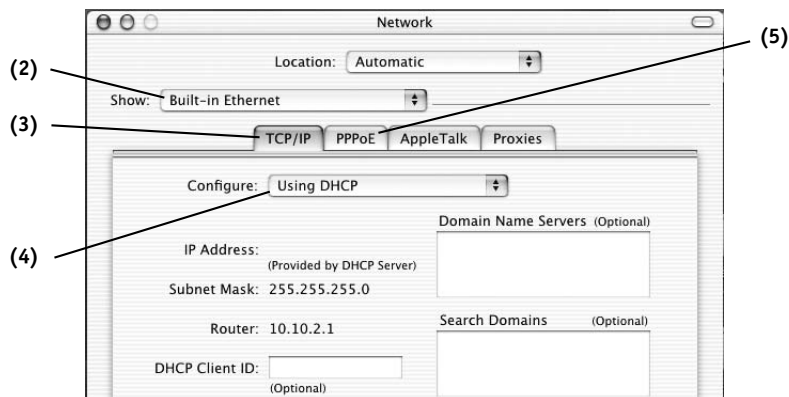 Network
(5)
Location: Automatic
(2)
Show: Built-in Ethernet
(3)
TCP/IP PPPoE AppleTalk Proxies
Configure: Using DHCP
Domain Name Servers (Optional)
(4)
IP Address:
(Provided by DHCP Server)
Subnet Mask: 255.255.255.0
Search Domains (Optional)
Router: 10.10.2.1
DHCP Client ID:
(Optional)